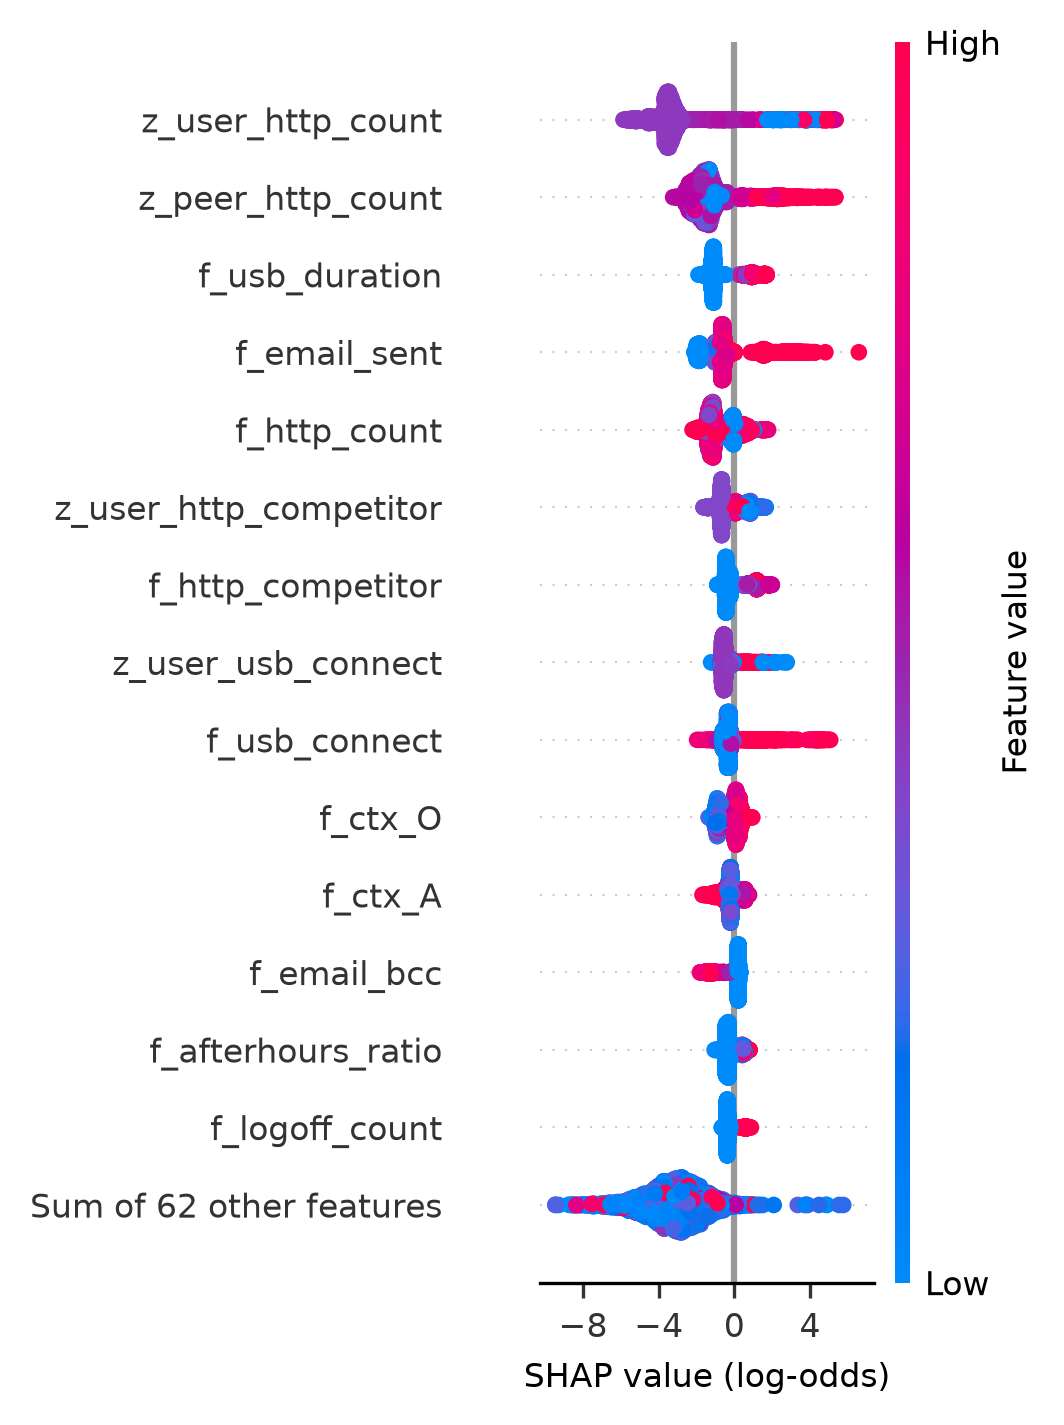 High
z_user_http_count
z_peer_http_count
f_usb_duration
f_email_sent
f_http_count
z_user_http_competitor
f_http_competitor
z_user_usb_connect
f_usb_connect
f_ctx_O
f_ctx_A
f_email_bcc
f_afterhours_ratio
f_logoff_count
Sum of 62 other features
Feature value
Low
−8 −4 0 4
SHAP value (log-odds)